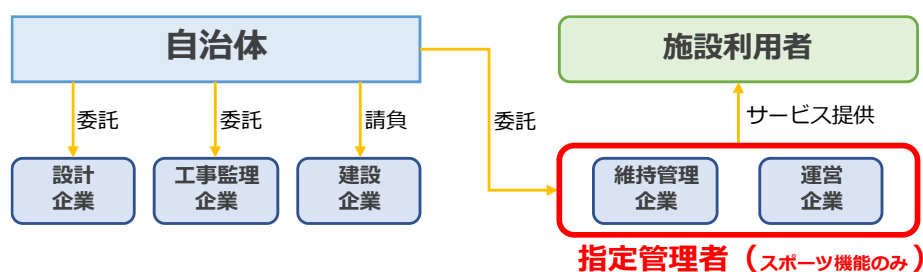 自治体
施設利用者
委託
委託
請負
委託
サービス提供
設計
企業
工事監理
企業
建設
企業
維持管理
企業
運営
企業
指定管理者（スポーツ機能のみ）